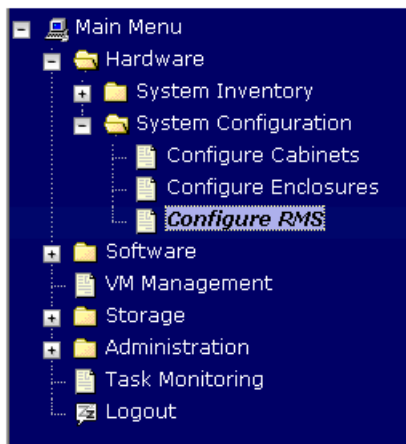 Main Menu
Hardware
System Inventory
System Configuration
Configure Cabinets
Configure Enclosures
Configure RMS
Software
VM Management
Storage
Administration
Task Monitoring
Logout